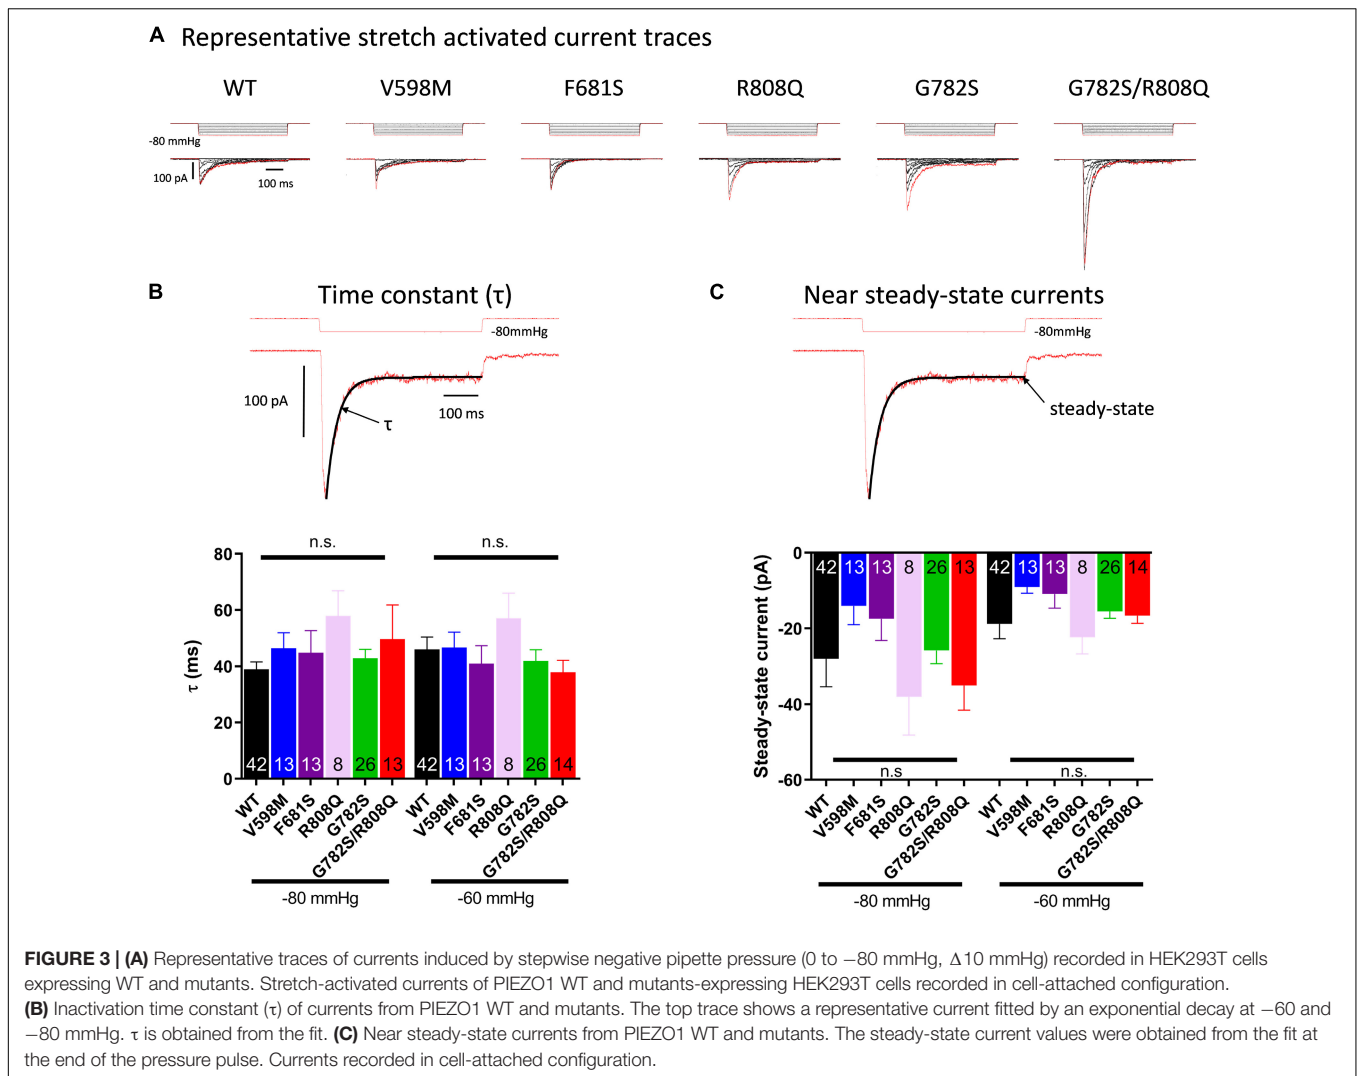 A Representative stretch activated current traces
WT V598M F681S R808Q G782S G782S/R808Q
-80 mmHg
100 pA
100 ms
B Time constant (τ)
-80mmHg
100 pA
100 ms
τ
C Near steady-state currents
-80mmHg
steady-state
n.s. n.s.
τ (ms)
80
60
40
20
0
42 13 13 8 26 13 42 13 13 8 26 14
WT V598M F681S R808Q G782S G782S/R808Q WT V598M F681S R808Q G782S G782S/R808Q
-80 mmHg -60 mmHg
Steady-state current (pA)
0
-20
-40
-60
42 13 13 8 26 13 42 13 13 8 26 14
n.s n.s.
WT V598M F681S R808Q G782S G782S/R808Q WT V598M F681S R808Q G782S G782S/R808Q
-80 mmHg -60 mmHg
FIGURE 3 | (A) Representative traces of currents induced by stepwise negative pipette pressure (0 to −80 mmHg, Δ10 mmHg) recorded in HEK293T cells
expressing WT and mutants. Stretch-activated currents of PIEZO1 WT and mutants-expressing HEK293T cells recorded in cell-attached configuration.
(B) Inactivation time constant (τ) of currents from PIEZO1 WT and mutants. The top trace shows a representative current fitted by an exponential decay at −60 and
−80 mmHg. τ is obtained from the fit. (C) Near steady-state currents from PIEZO1 WT and mutants. The steady-state current values were obtained from the fit at
the end of the pressure pulse. Currents recorded in cell-attached configuration.